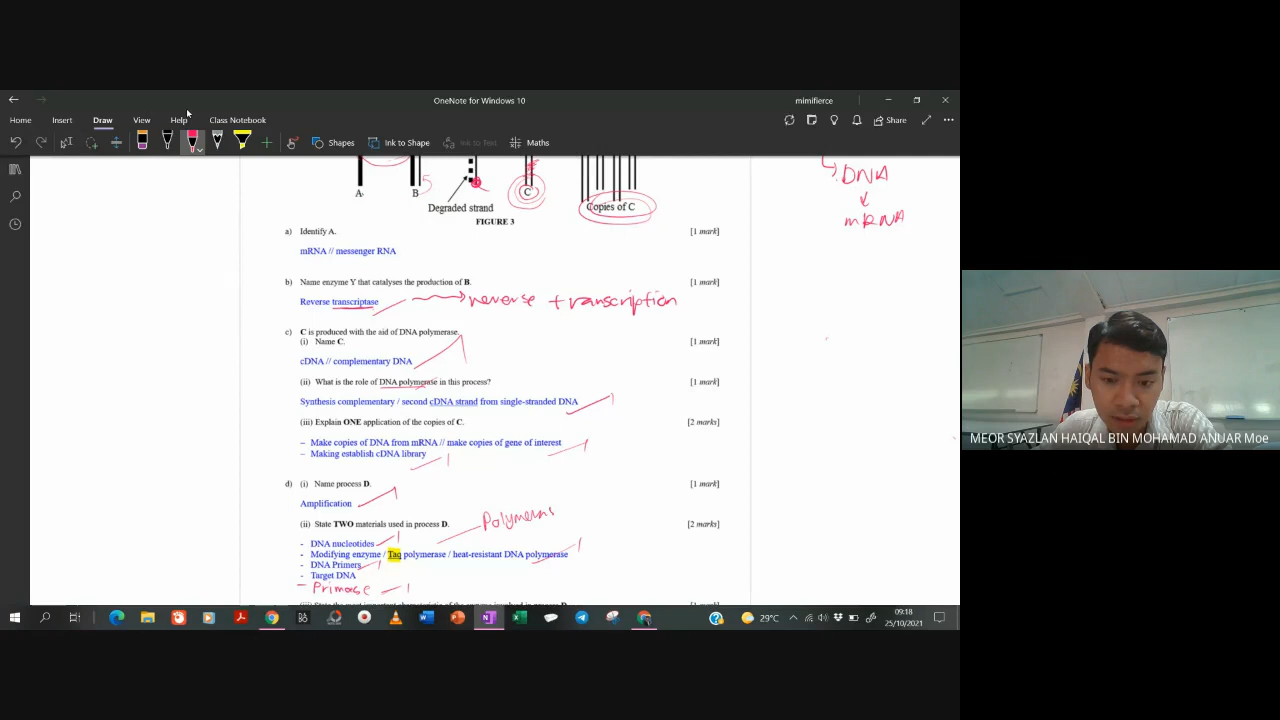 OneNote for Windows 10
mimifierce
Home Insert Draw View Help Class Notebook
Share
Shapes Ink to Shape Ink to Text Maths
A B 5 C
Degraded strand
Copies of C
FIGURE 3
DNA
mRNA
a) Identify A. [1 mark]
mRNA // messenger RNA
b) Name enzyme Y that catalyses the production of B. [1 mark]
Reverse transcriptase → reverse transcription
c) C is produced with the aid of DNA polymerase.
(i) Name C. [1 mark]
cDNA // complementary DNA
(ii) What is the role of DNA polymerase in this process? [1 mark]
Synthesis complementary / second cDNA strand from single-stranded DNA
(iii) Explain ONE application of the copies of C. [2 marks]
– Make copies of DNA from mRNA // make copies of gene of interest
– Making establish cDNA library
d) (i) Name process D. [1 mark]
Amplification
(ii) State TWO materials used in process D. [2 marks]
- DNA nucleotides
- Modifying enzyme / Taq polymerase / heat-resistant DNA polymerase
- DNA Primers
- Target DNA
- Primase
MEOR SYAZLAN HAIQAL BIN MOHAMAD ANUAR Moe
29°C
09:18
25/10/2021